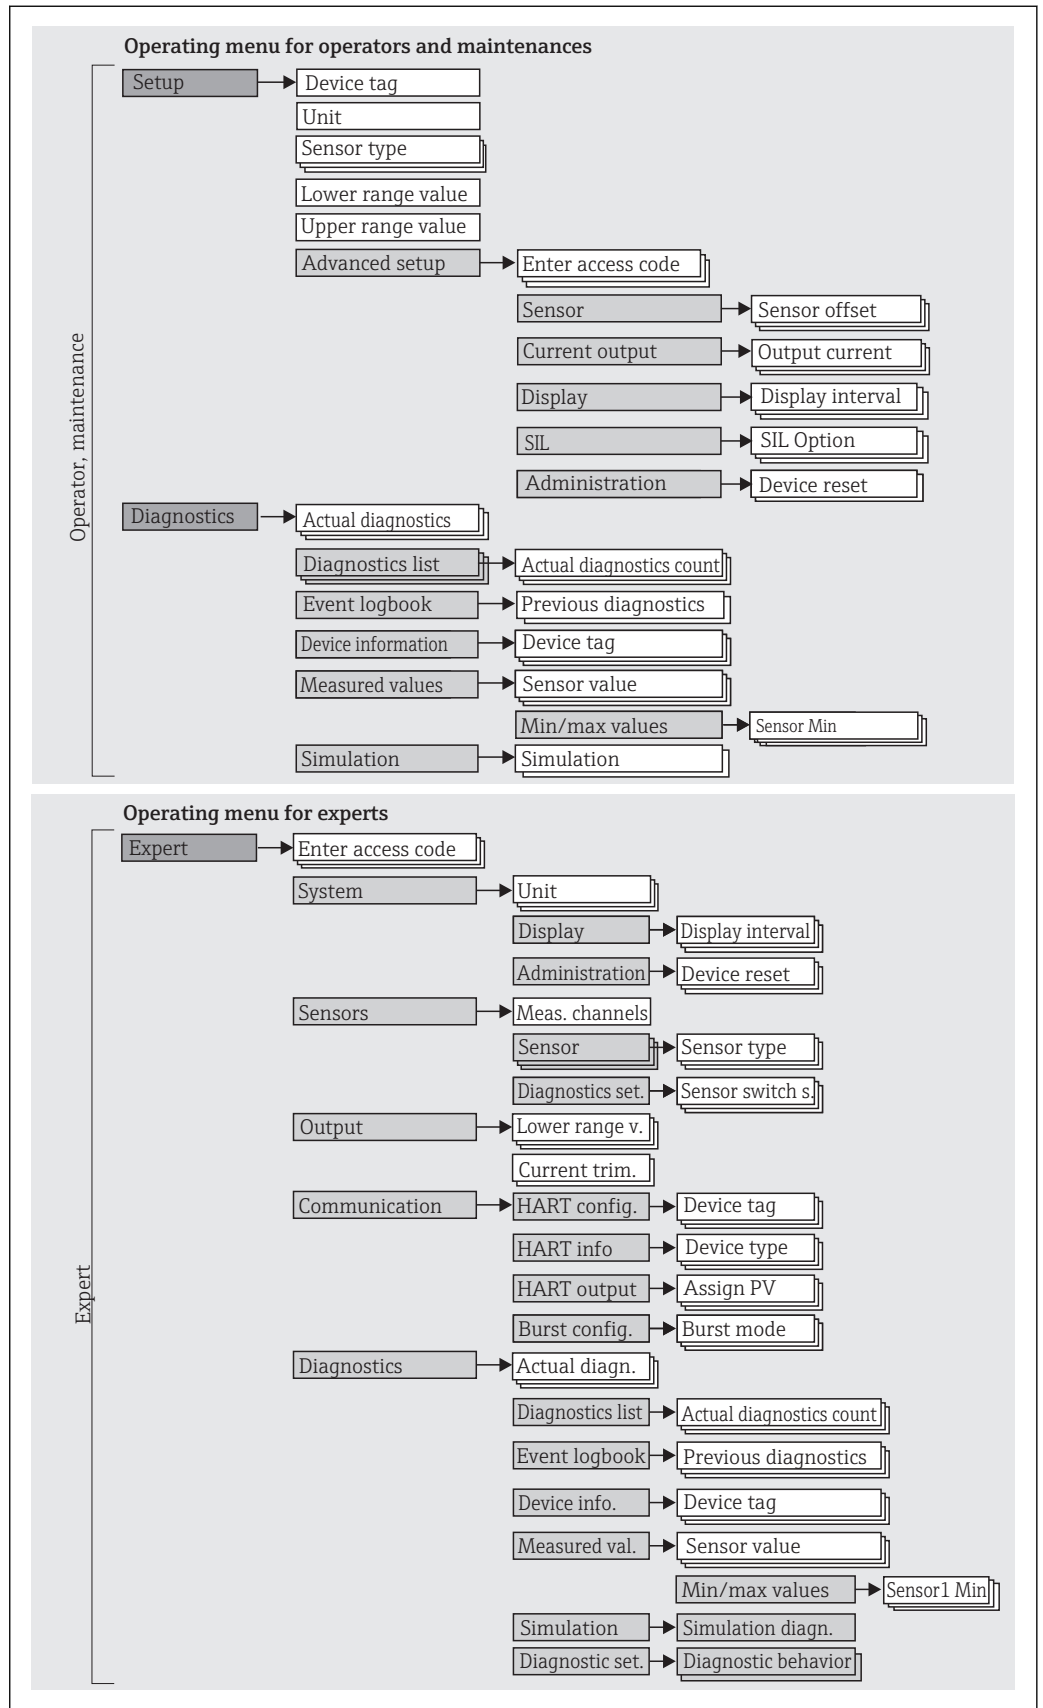 Operating menu for operators and maintenances
Operator, maintenance
Setup
Device tag
Unit
Sensor type
Lower range value
Upper range value
Advanced setup
Enter access code
Sensor
Sensor offset
Current output
Output current
Display
Display interval
SIL
SIL Option
Administration
Device reset
Diagnostics
Actual diagnostics
Diagnostics list
Actual diagnostics count
Event logbook
Previous diagnostics
Device information
Device tag
Measured values
Sensor value
Min/max values
Sensor Min
Simulation
Simulation
Operating menu for experts
Expert
Expert
Enter access code
System
Unit
Display
Display interval
Administration
Device reset
Sensors
Meas. channels
Sensor
Sensor type
Diagnostics set.
Sensor switch s.
Output
Lower range v.
Current trim.
Communication
HART config.
Device tag
HART info
Device type
HART output
Assign PV
Burst config.
Burst mode
Diagnostics
Actual diagn.
Diagnostics list
Actual diagnostics count
Event logbook
Previous diagnostics
Device info.
Device tag
Measured val.
Sensor value
Min/max values
Sensor1 Min
Simulation
Simulation diagn.
Diagnostic set.
Diagnostic behavior